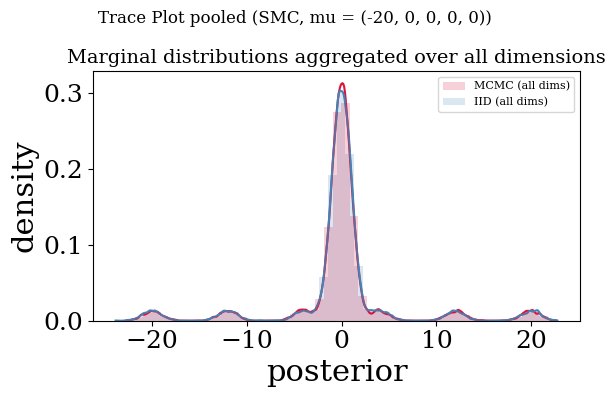 Trace Plot pooled (SMC, mu = (-20, 0, 0, 0, 0))
Marginal distributions aggregated over all dimensions
MCMC (all dims)
IID (all dims)
density
0.3
0.2
0.1
0.0
−20
−10
0
10
20
posterior